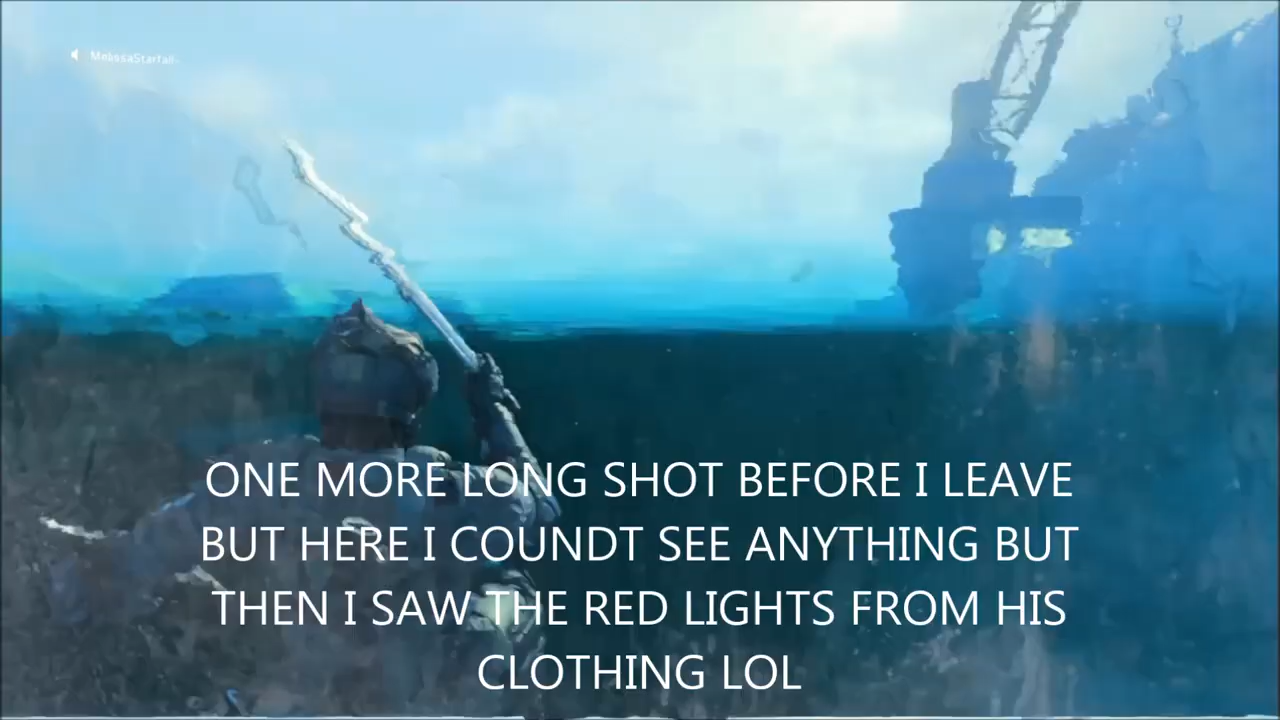 MelissaStarfall-
ONE MORE LONG SHOT BEFORE I LEAVE
BUT HERE I COUNDT SEE ANYTHING BUT
THEN I SAW THE RED LIGHTS FROM HIS
CLOTHING LOL